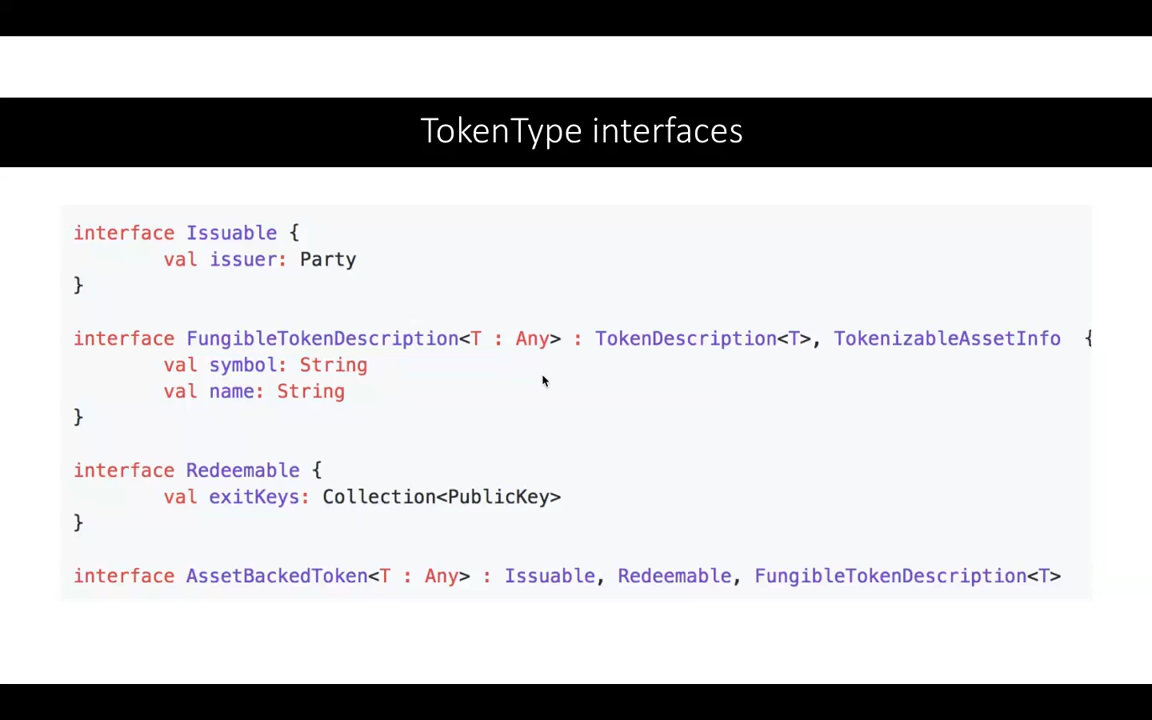 TokenType interfaces
interface Issuable {
val issuer: Party
}
interface FungibleTokenDescription<T : Any> : TokenDescription<T>, TokenizableAssetInfo {
val symbol: String
val name: String
}
interface Redeemable {
val exitKeys: Collection<PublicKey>
}
interface AssetBackedToken<T : Any> : Issuable, Redeemable, FungibleTokenDescription<T>